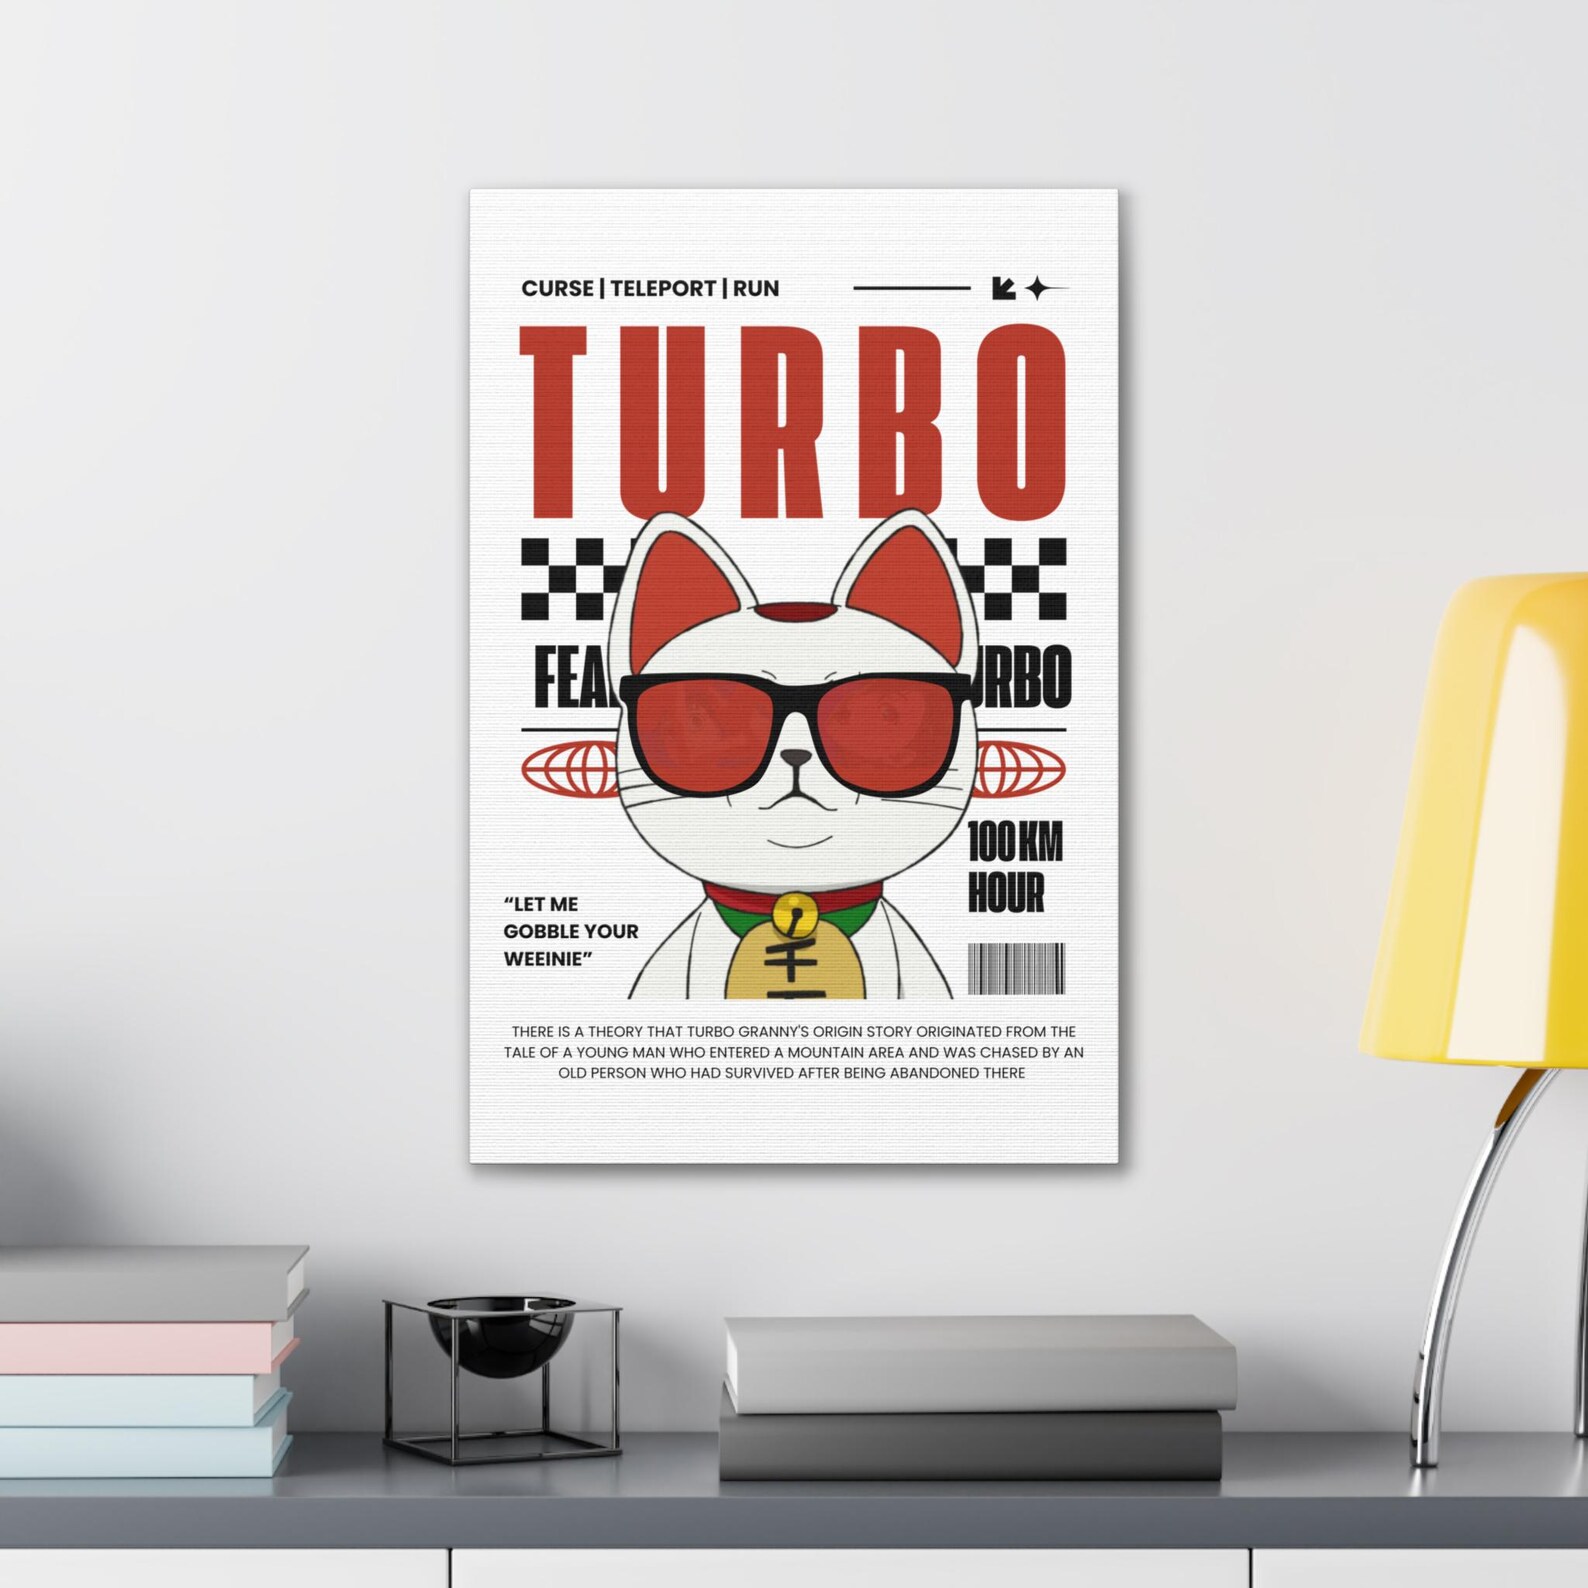 CURSE | TELEPORT | RUN
TURBO
FEA
URBO
100 KM
HOUR
“LET ME
GOBBLE YOUR
WEEINIE”
THERE IS A THEORY THAT TURBO GRANNY'S ORIGIN STORY ORIGINATED FROM THE
TALE OF A YOUNG MAN WHO ENTERED A MOUNTAIN AREA AND WAS CHASED BY AN
OLD PERSON WHO HAD SURVIVED AFTER BEING ABANDONED THERE